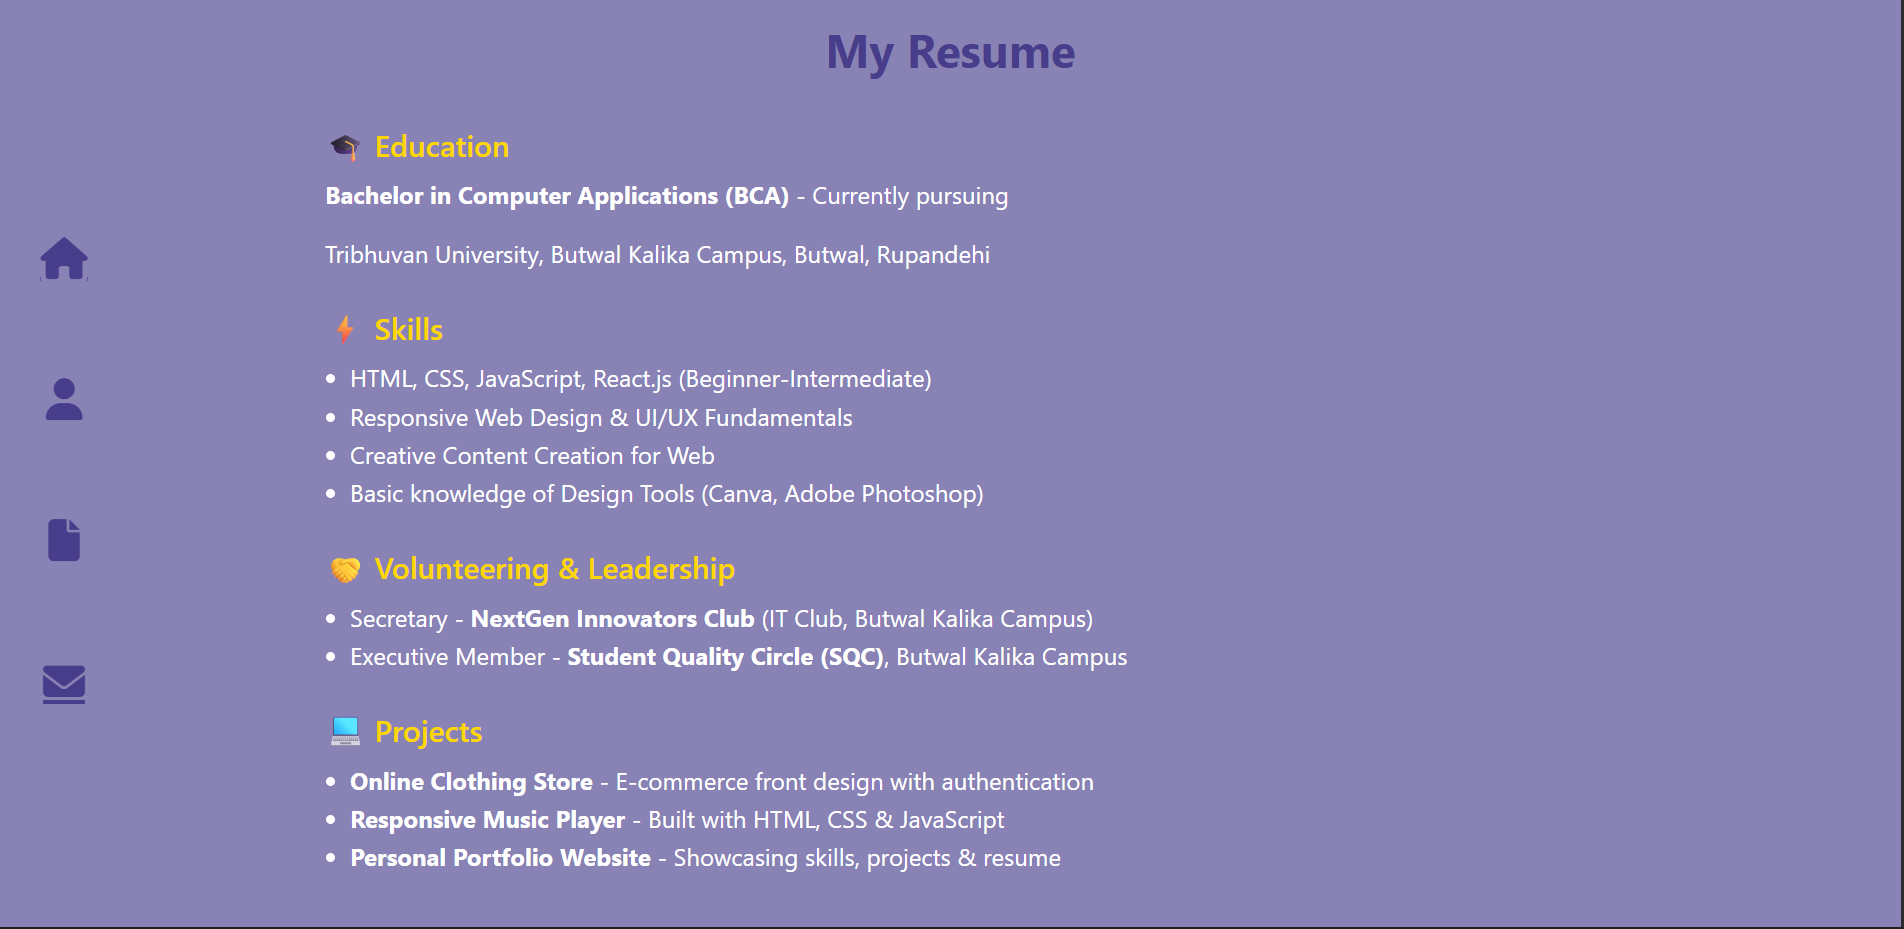 My Resume
Education
Bachelor in Computer Applications (BCA) - Currently pursuing
Tribhuvan University, Butwal Kalika Campus, Butwal, Rupandehi
Skills
HTML, CSS, JavaScript, React.js (Beginner-Intermediate)
Responsive Web Design & UI/UX Fundamentals
Creative Content Creation for Web
Basic knowledge of Design Tools (Canva, Adobe Photoshop)
Volunteering & Leadership
Secretary - NextGen Innovators Club (IT Club, Butwal Kalika Campus)
Executive Member - Student Quality Circle (SQC), Butwal Kalika Campus
Projects
Online Clothing Store - E-commerce front design with authentication
Responsive Music Player - Built with HTML, CSS & JavaScript
Personal Portfolio Website - Showcasing skills, projects & resume